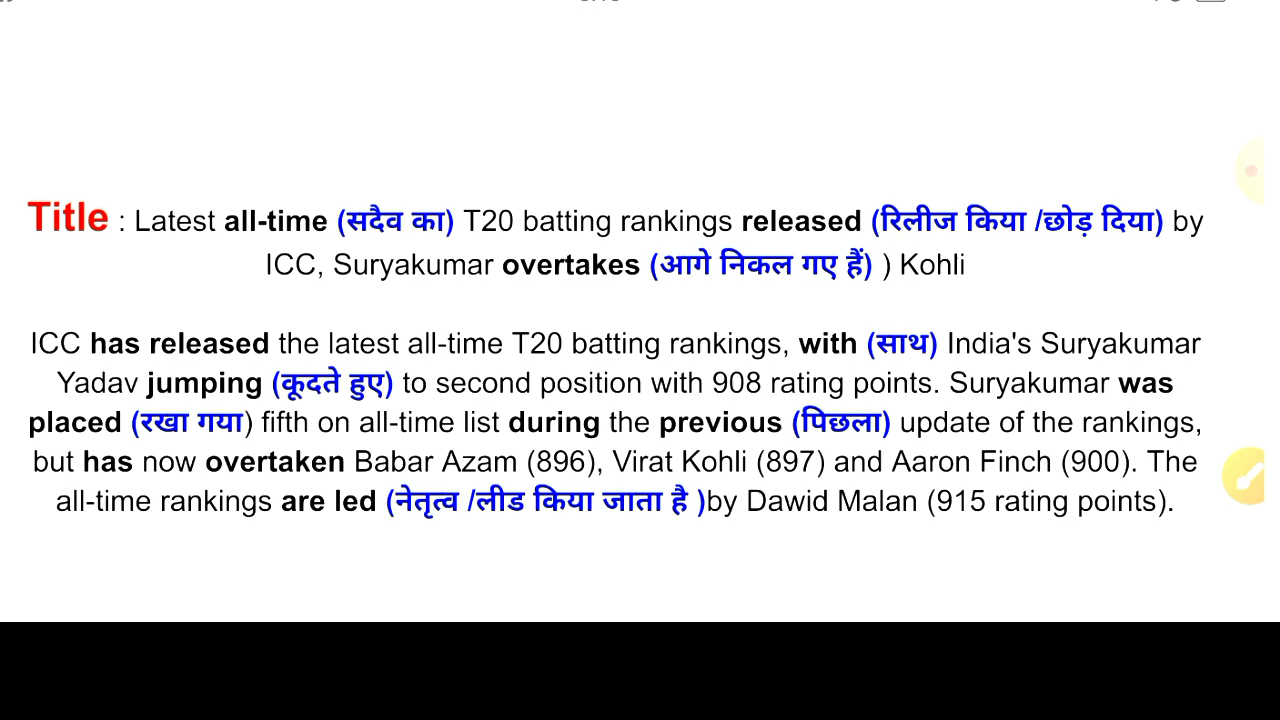 Title : Latest all-time (सदैव का) T20 batting rankings released (रिलीज किया /छोड़ दिया) by
ICC, Suryakumar overtakes (आगे निकल गए हैं) ) Kohli
ICC has released the latest all-time T20 batting rankings, with (साथ) India's Suryakumar
Yadav jumping (कूदते हुए) to second position with 908 rating points. Suryakumar was
placed (रखा गया) fifth on all-time list during the previous (पिछला) update of the rankings,
but has now overtaken Babar Azam (896), Virat Kohli (897) and Aaron Finch (900). The
all-time rankings are led (नेतृत्व /लीड किया जाता है )by Dawid Malan (915 rating points).